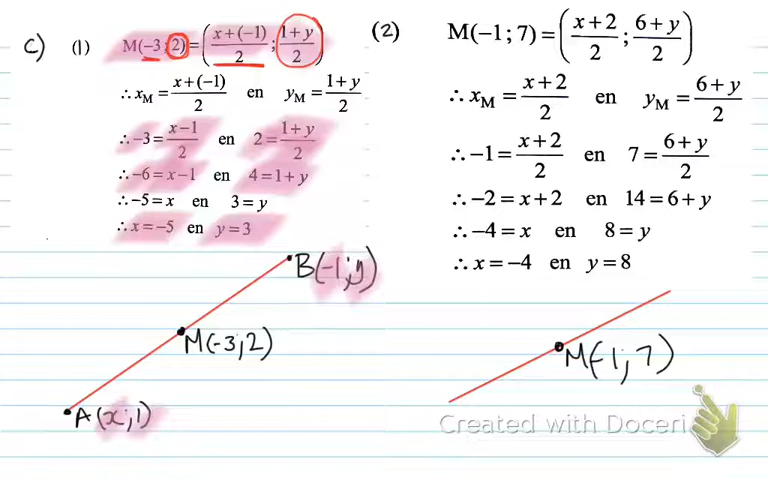 C) (1) M(−3;2) = (x+(−1)/2 ; 1+y/2)
∴ x_M = x+(−1)/2 en y_M = 1+y/2
∴ −3 = x−1/2 en 2 = 1+y/2
∴ −6 = x−1 en 4 = 1+y
∴ −5 = x en 3 = y
∴ x = −5 en y = 3
B(-1;y)
M(-3;2)
A(x;1)
(2) M(−1;7) = (x+2/2 ; 6+y/2)
∴ x_M = x+2/2 en y_M = 6+y/2
∴ −1 = x+2/2 en 7 = 6+y/2
∴ −2 = x+2 en 14 = 6+y
∴ −4 = x en 8 = y
∴ x = −4 en y = 8
M(-1;7)
Created with Doceri